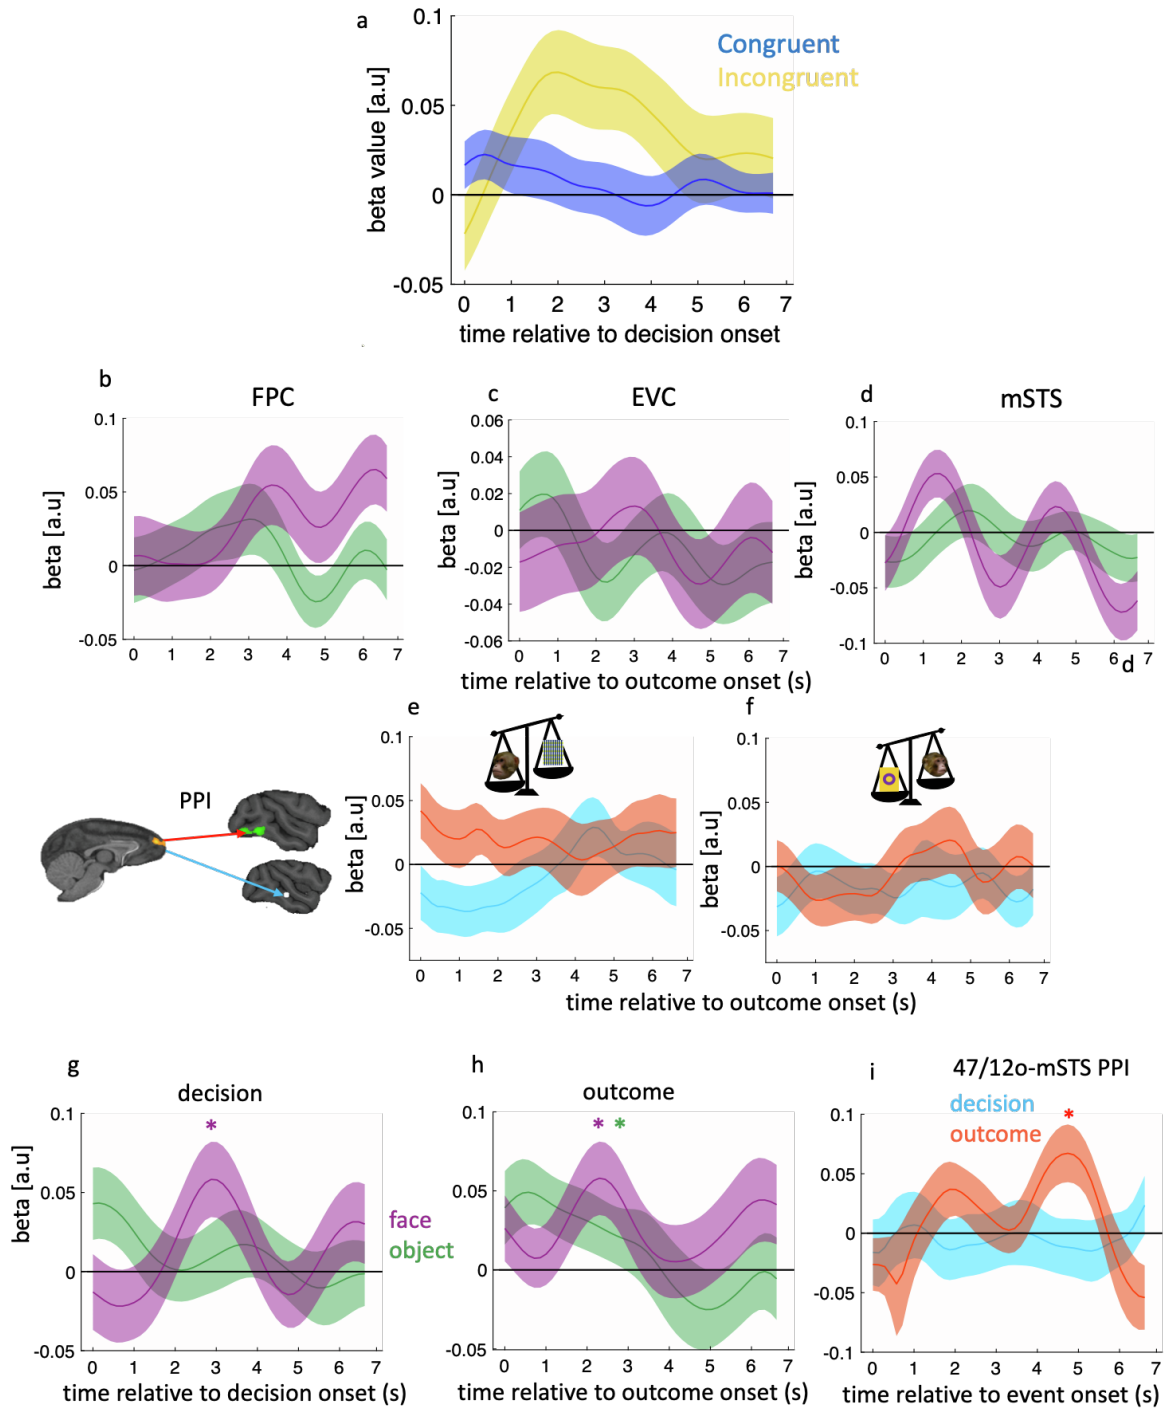 a
0.1
Congruent
Incongruent
0.05
beta value [a.u]
0
-0.05
0 1 2 3 4 5 6 7
time relative to decision onset
b
FPC
0.1
0.05
beta [a.u]
0
-0.05
0 1 2 3 4 5 6 7
c
EVC
0.06
0.04
0.02
beta [a.u]
0
-0.02
-0.04
-0.06
0 1 2 3 4 5 6 7
time relative to outcome onset (s)
d
mSTS
0.1
0.05
beta [a.u]
0
-0.05
-0.1
0 1 2 3 4 5 6 7
d
PPI
e
0.1
0.05
beta [a.u]
0
-0.05
0 1 2 3 4 5 6 7
f
0.1
0.05
beta [a.u]
0
-0.05
0 1 2 3 4 5 6 7
time relative to outcome onset (s)
g
decision
0.1
*
0.05
beta [a.u]
0
-0.05
0 1 2 3 4 5 6 7
time relative to decision onset (s)
face
object
h
outcome
0.1
* *
0.05
0
-0.05
0 1 2 3 4 5 6 7
time relative to outcome onset (s)
i
47/12o-mSTS PPI
decision
outcome
*
0.1
0.05
0
-0.05
-0.1
0 1 2 3 4 5 6 7
time relative to event onset (s)